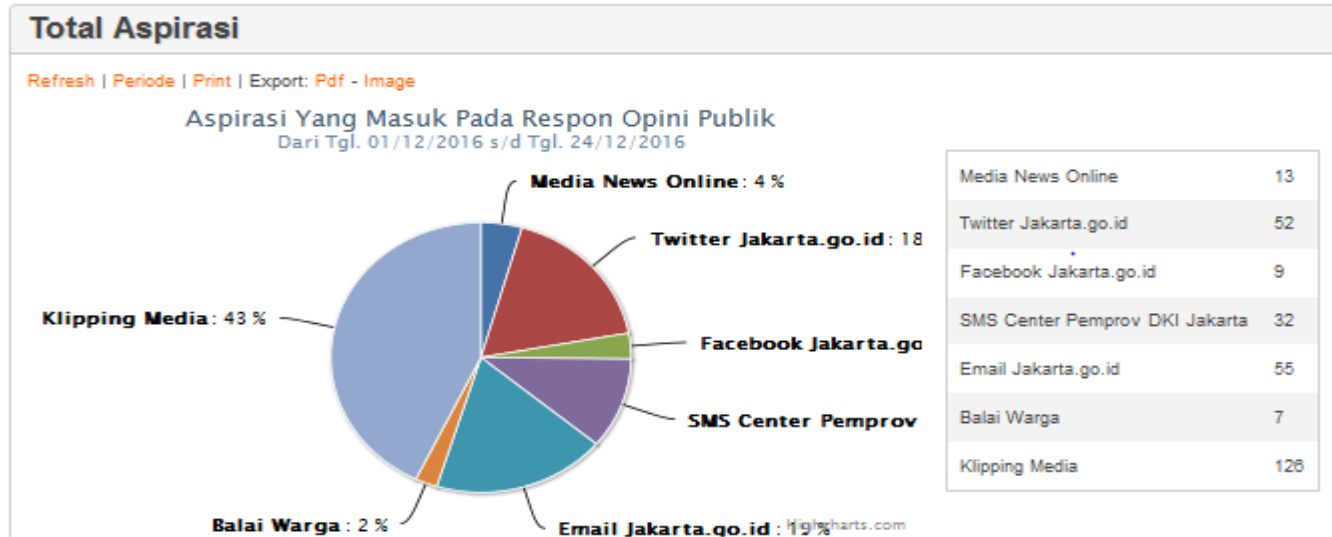 Total Aspirasi
Refresh | Periode | Print | Export: Pdf - Image
Aspirasi Yang Masuk Pada Respon Opini Publik
Dari Tgl. 01/12/2016 s/d Tgl. 24/12/2016
Media News Online: 4 %
Twitter Jakarta.go.id: 18
Facebook Jakarta.go
SMS Center Pemprov
Email Jakarta.go.id: 19 %
Balai Warga: 2 %
Klipping Media: 43 %
Highcharts.com
Media News Online 13
Twitter Jakarta.go.id 52
Facebook Jakarta.go.id 9
SMS Center Pemprov DKI Jakarta 32
Email Jakarta.go.id 55
Balai Warga 7
Klipping Media 126